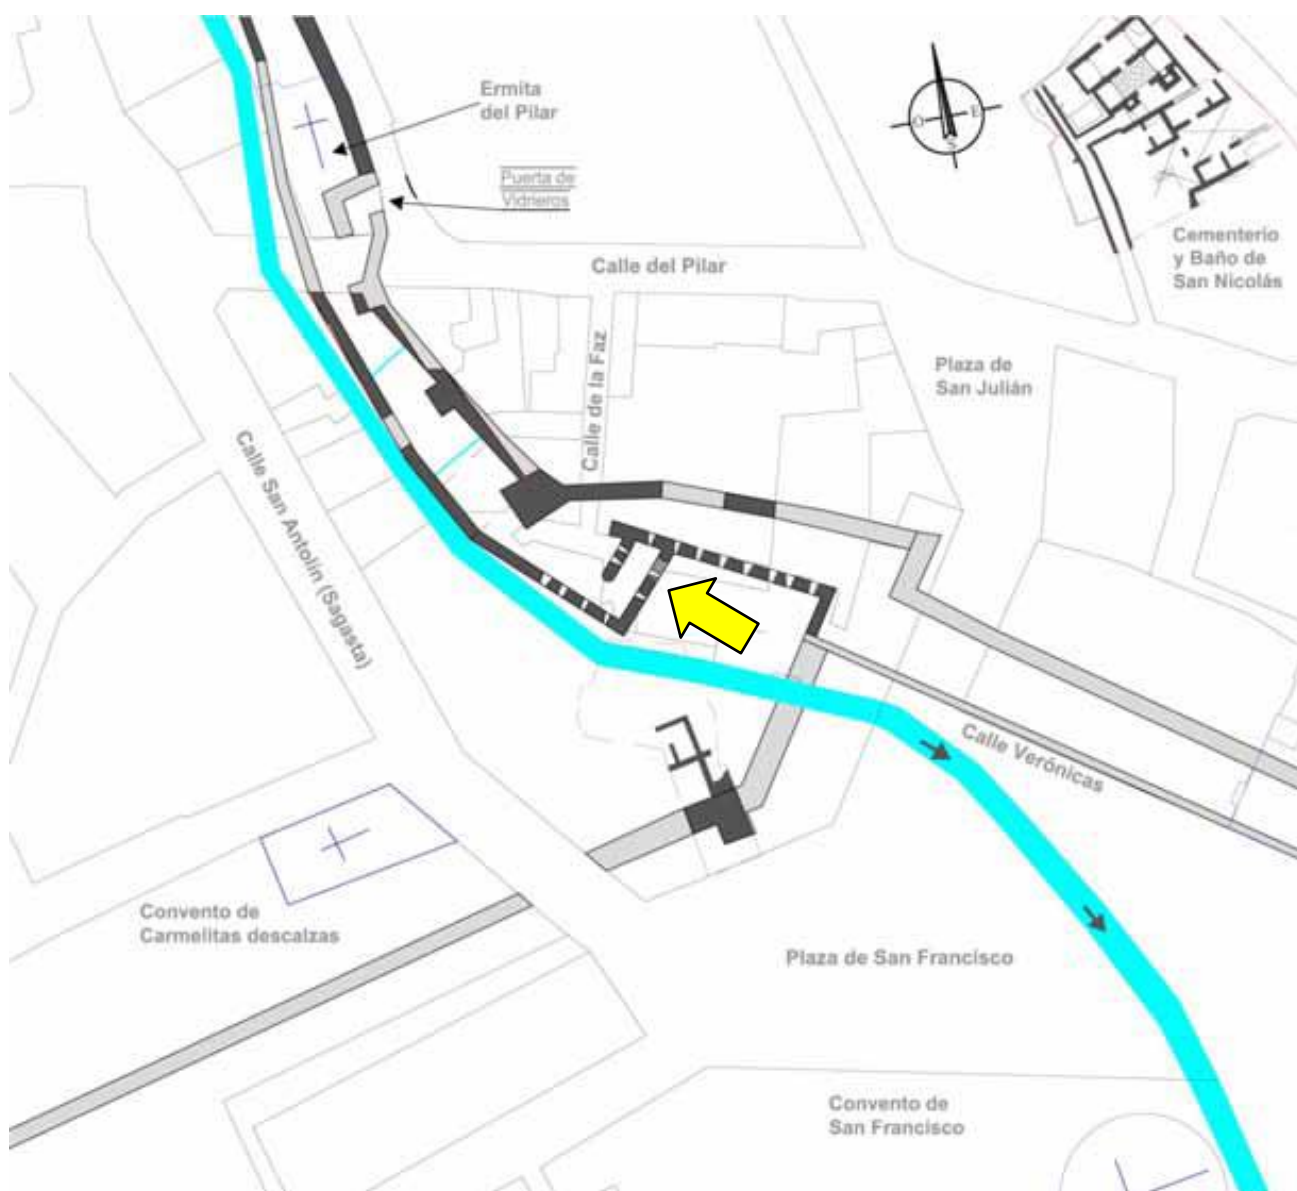 Ermita
del Pilar
Puerta de
Vidrieros
O
E
S
Cementerio
y Baño de
San Nicolás
Calle del Pilar
Calle de la Faz
Plaza de
San Julián
Calle San Antolín (Sagasta)
Calle Verónicas
Convento de
Carmelitas descalzas
Plaza de San Francisco
Convento de
San Francisco